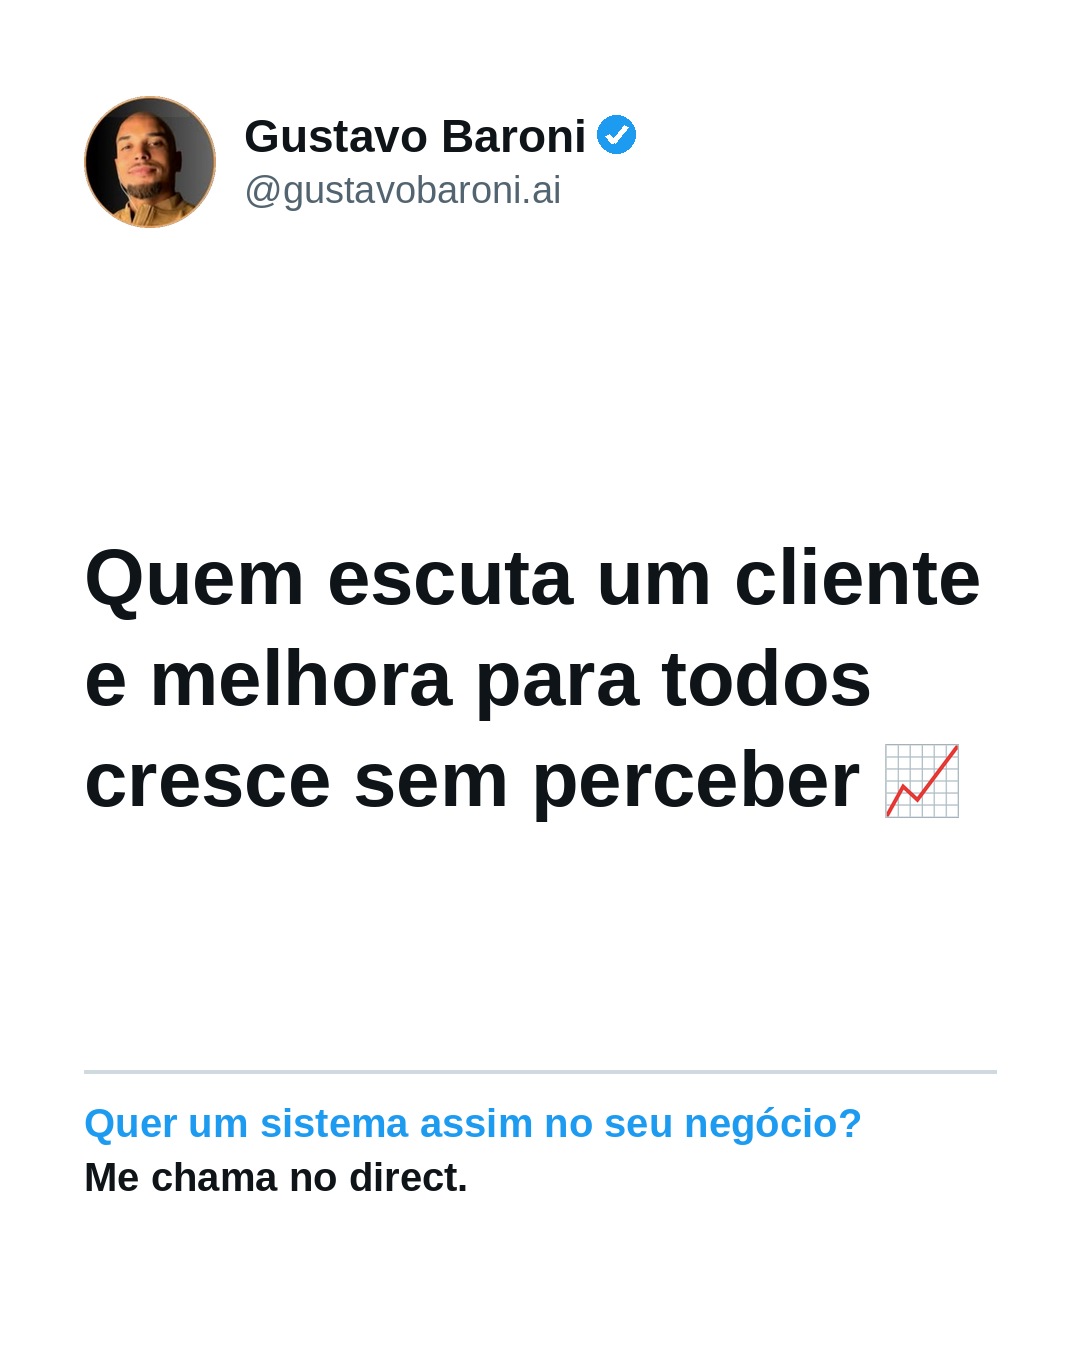 Gustavo Baroni
@gustavobaroni.ai
Quem escuta um cliente
e melhora para todos
cresce sem perceber 📈
Quer um sistema assim no seu negócio?
Me chama no direct.